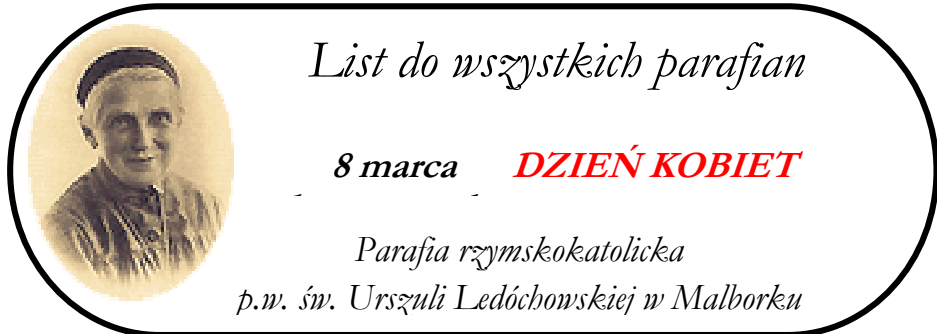 List do wszystkich parafian
8 marca DZIEŃ KOBIET
Parafia rzymskokatolicka
p.w. św. Urszuli Ledóchowskiej w Malborku